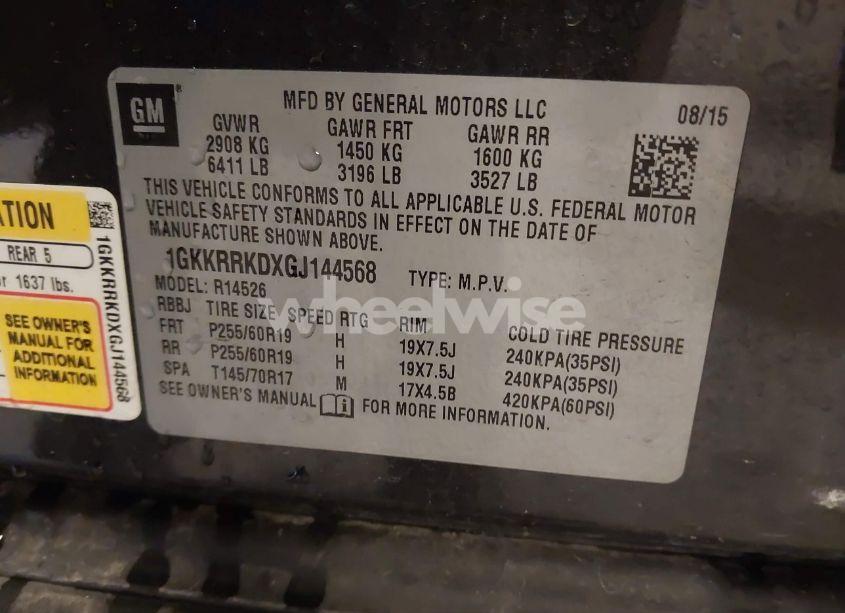 GM
®
MFD BY GENERAL MOTORS LLC
08/15
GVWR GAWR FRT GAWR RR
2908 KG 1450 KG 1600 KG
6411 LB 3196 LB 3527 LB
THIS VEHICLE CONFORMS TO ALL APPLICABLE U.S. FEDERAL MOTOR
VEHICLE SAFETY STANDARDS IN EFFECT ON THE DATE OF
MANUFACTURE SHOWN ABOVE.
1GKKRRKDXGJ144568 TYPE: M.P.V.
MODEL: R14526
RBBJ TIRE SIZE SPEED RTG RIM COLD TIRE PRESSURE
FRT P255/60R19 H 19X7.5J 240KPA(35PSI)
RR P255/60R19 H 19X7.5J 240KPA(35PSI)
SPA T145/70R17 M 17X4.5B 420KPA(60PSI)
SEE OWNER'S MANUAL FOR MORE INFORMATION.
ATION
REAR 5
or 1637 lbs.
SEE OWNER'S
MANUAL FOR
ADDITIONAL
INFORMATION
1GKKRRKDXGJ144568
wheelwise